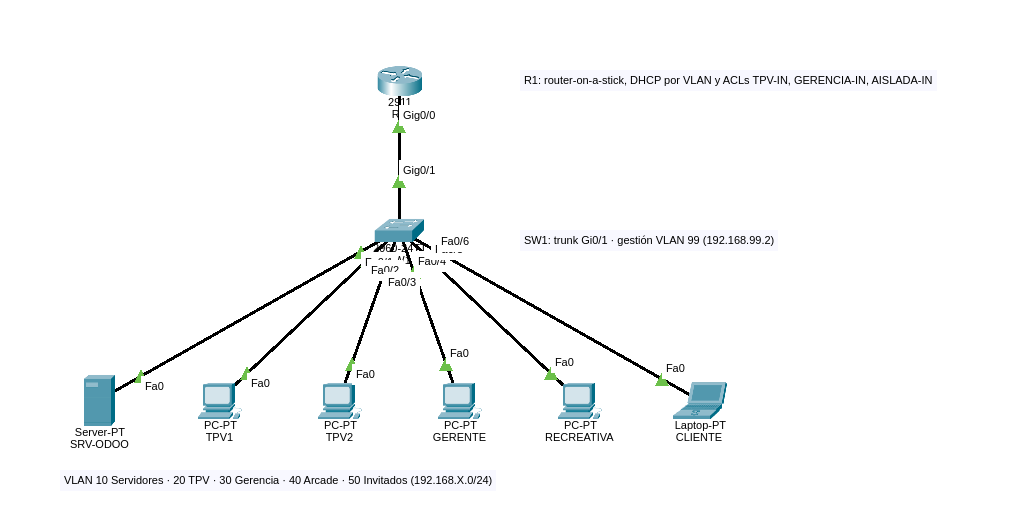 R1: router-on-a-stick, DHCP por VLAN y ACLs TPV-IN, GERENCIA-IN, AISLADA-IN
2911
R
Gig0/0
Gig0/1
Fa0/6
SW1: trunk Gi0/1 · gestión VLAN 99 (192.168.99.2)
Fa0/4
Fa0/2
Fa0/3
Fa0
Fa0
Fa0
Fa0
Fa0
Fa0
Server-PT
SRV-ODOO
PC-PT
TPV1
PC-PT
TPV2
PC-PT
GERENTE
PC-PT
RECREATIVA
Laptop-PT
CLIENTE
VLAN 10 Servidores · 20 TPV · 30 Gerencia · 40 Arcade · 50 Invitados (192.168.X.0/24)